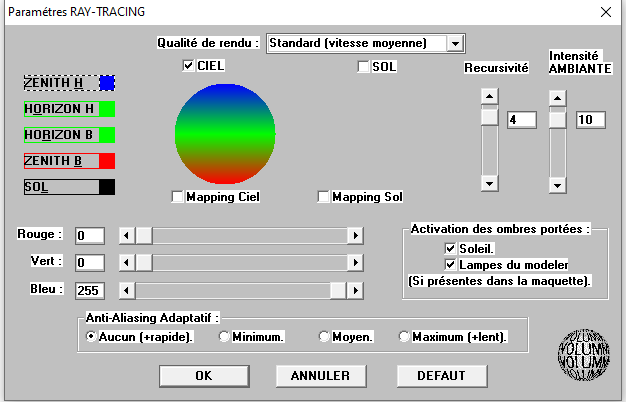 Paramétres RAY-TRACING
Qualité de rendu : Standard (vitesse moyenne)
CIEL
SOL
Recursivité
Intensité
AMBIANTE
ZENITH H
HORIZON H
HORIZON B
ZENITH B
SOL
4
10
Mapping Ciel
Mapping Sol
Rouge : 0
Vert : 0
Bleu : 255
Activation des ombres portées :
Soleil.
Lampes du modeler
(Si présentes dans la maquette).
Anti-Aliasing Adaptatif :
Aucun (+rapide). Minimum. Moyen. Maximum (+lent).
OK ANNULER DEFAUT